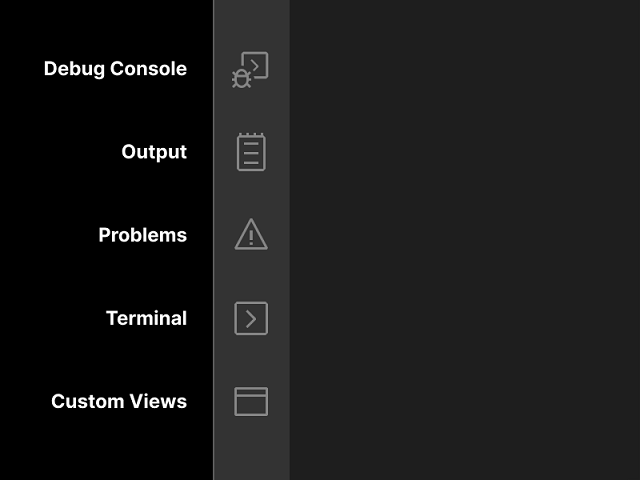 Debug Console
Output
Problems
Terminal
Custom Views